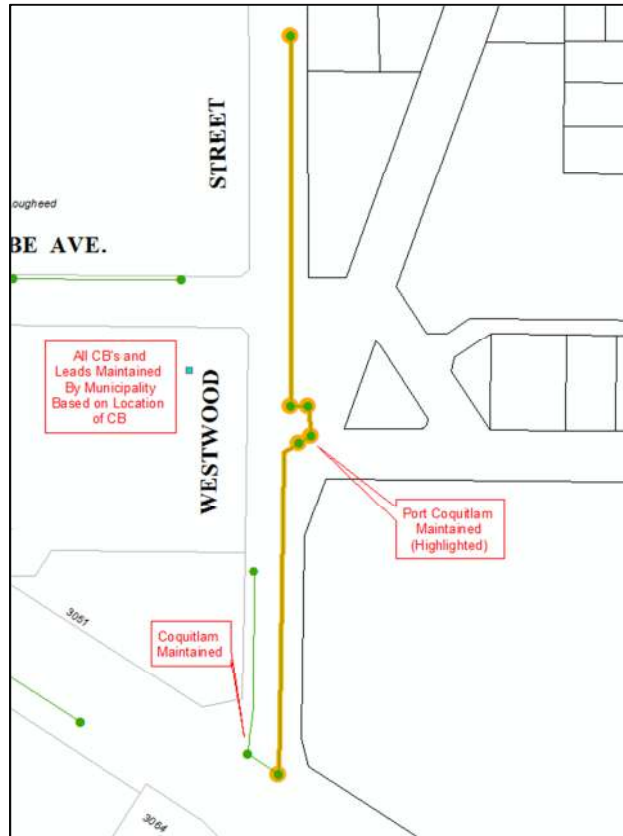 STREET
ougheed
BE AVE.
All CB's and
Leads Maintained
By Municipality
Based on Location
of CB
WESTWOOD
Port Coquitlam
Maintained
(Highlighted)
3051
Coquitlam
Maintained
3064